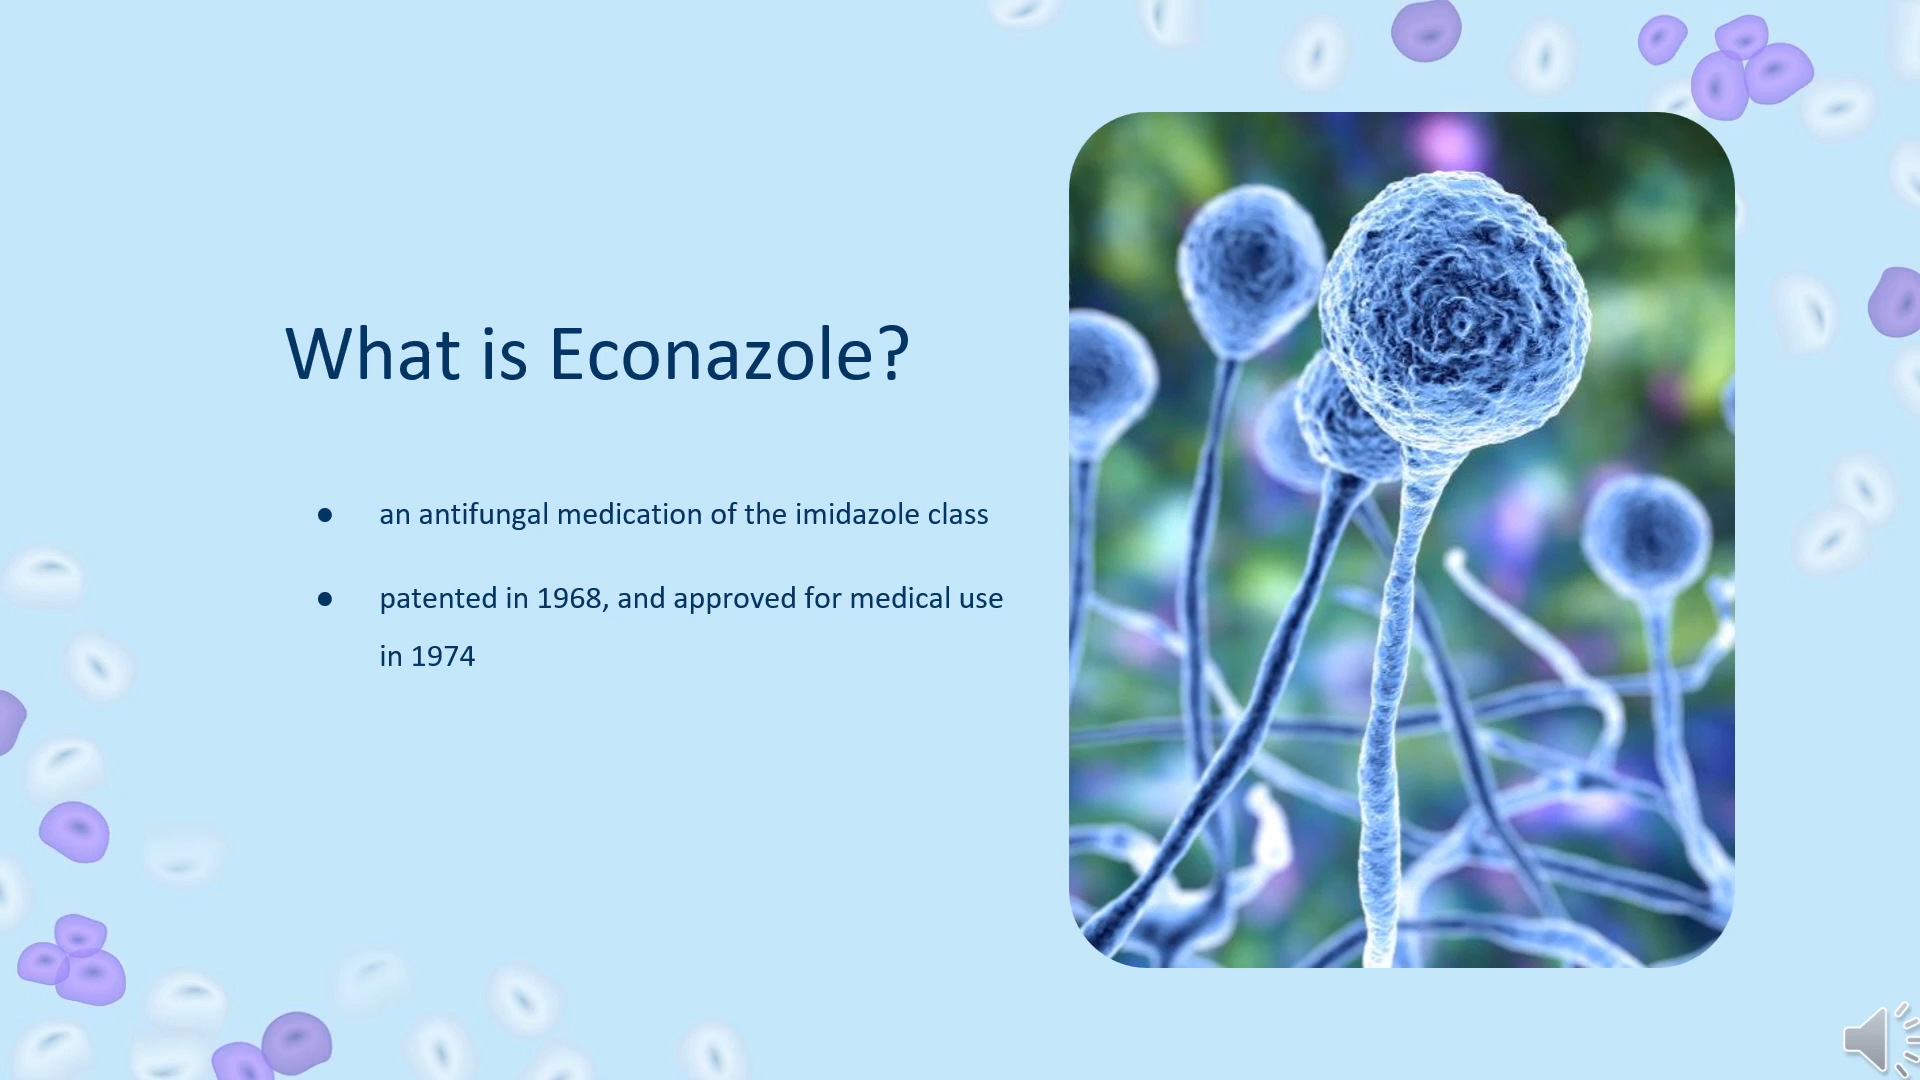 What is Econazole?
● an antifungal medication of the imidazole class
● patented in 1968, and approved for medical use
in 1974